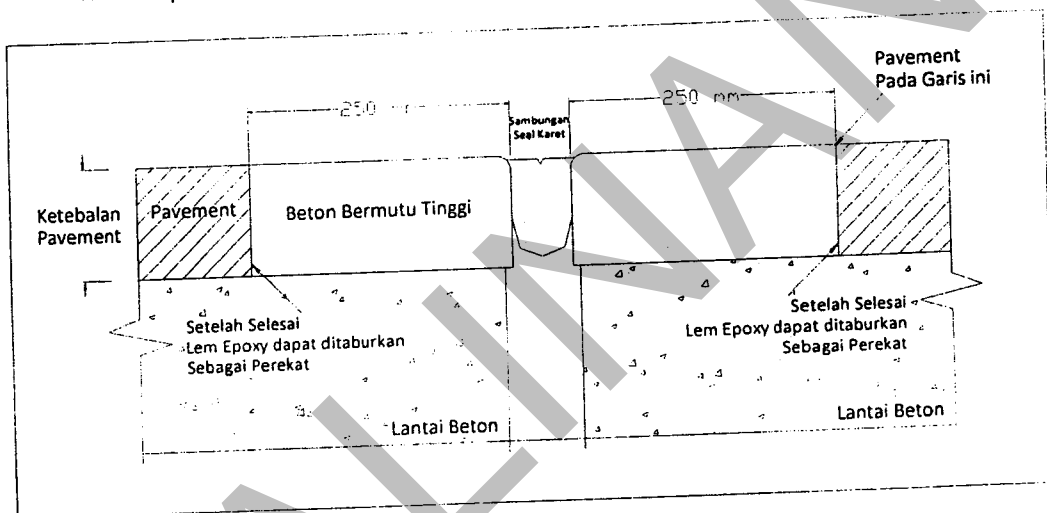 Pavement
Pada Garis ini
250
250 mm
Sambungan
Seal Karet
Ketebalan
Pavement
Pavement
Beton Bermutu Tinggi
Setelah Selesai
Lem Epoxy dapat ditaburkan
Sebagai Perekat
Setelah Selesai
Lem Epoxy dapat ditaburkan
Sebagai Perekat
Lantai Beton
Lantai Beton